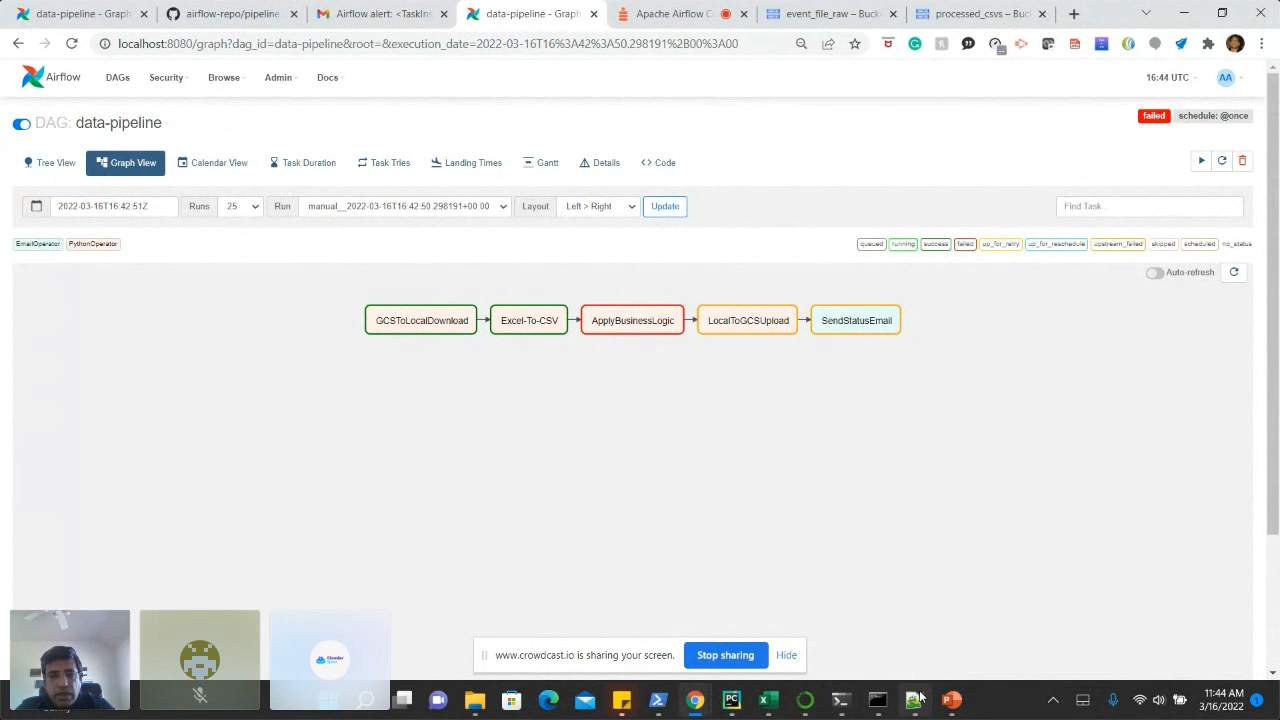 data-pipeline - Graph
airflow-repo/pipeline
Airflow alert: <TaskIn
data-pipeline - Graph
Apache Airflow C
event_file_raw – Buck
processed_csvs – Buc
localhost:8080/graph?dag_id=data-pipeline&root=&execution_date=2022-03-16+16%3A42%3A50.298191%2B00%3A00
Airflow DAGs Security Browse Admin Docs 16:44 UTC AA
DAG: data-pipeline failed schedule: @once
Tree View Graph View Calendar View Task Duration Task Tries Landing Times Gantt Details <> Code
2022-03-16T16:42:51Z Runs 25 Run manual__2022-03-16T16:42:50.298191+00:00 Layout Left > Right Update Find Task...
EmailOperator PythonOperator queued running success failed up_for_retry up_for_reschedule upstream_failed skipped scheduled no_status
Auto-refresh
GCSToLocalDownload Excel-To-CSV ApplyBusinessLogic LocalToGCSUpload SendStatusEmail
www.crowdcast.io is sharing your screen. Stop sharing Hide
11:44 AM
3/16/2022